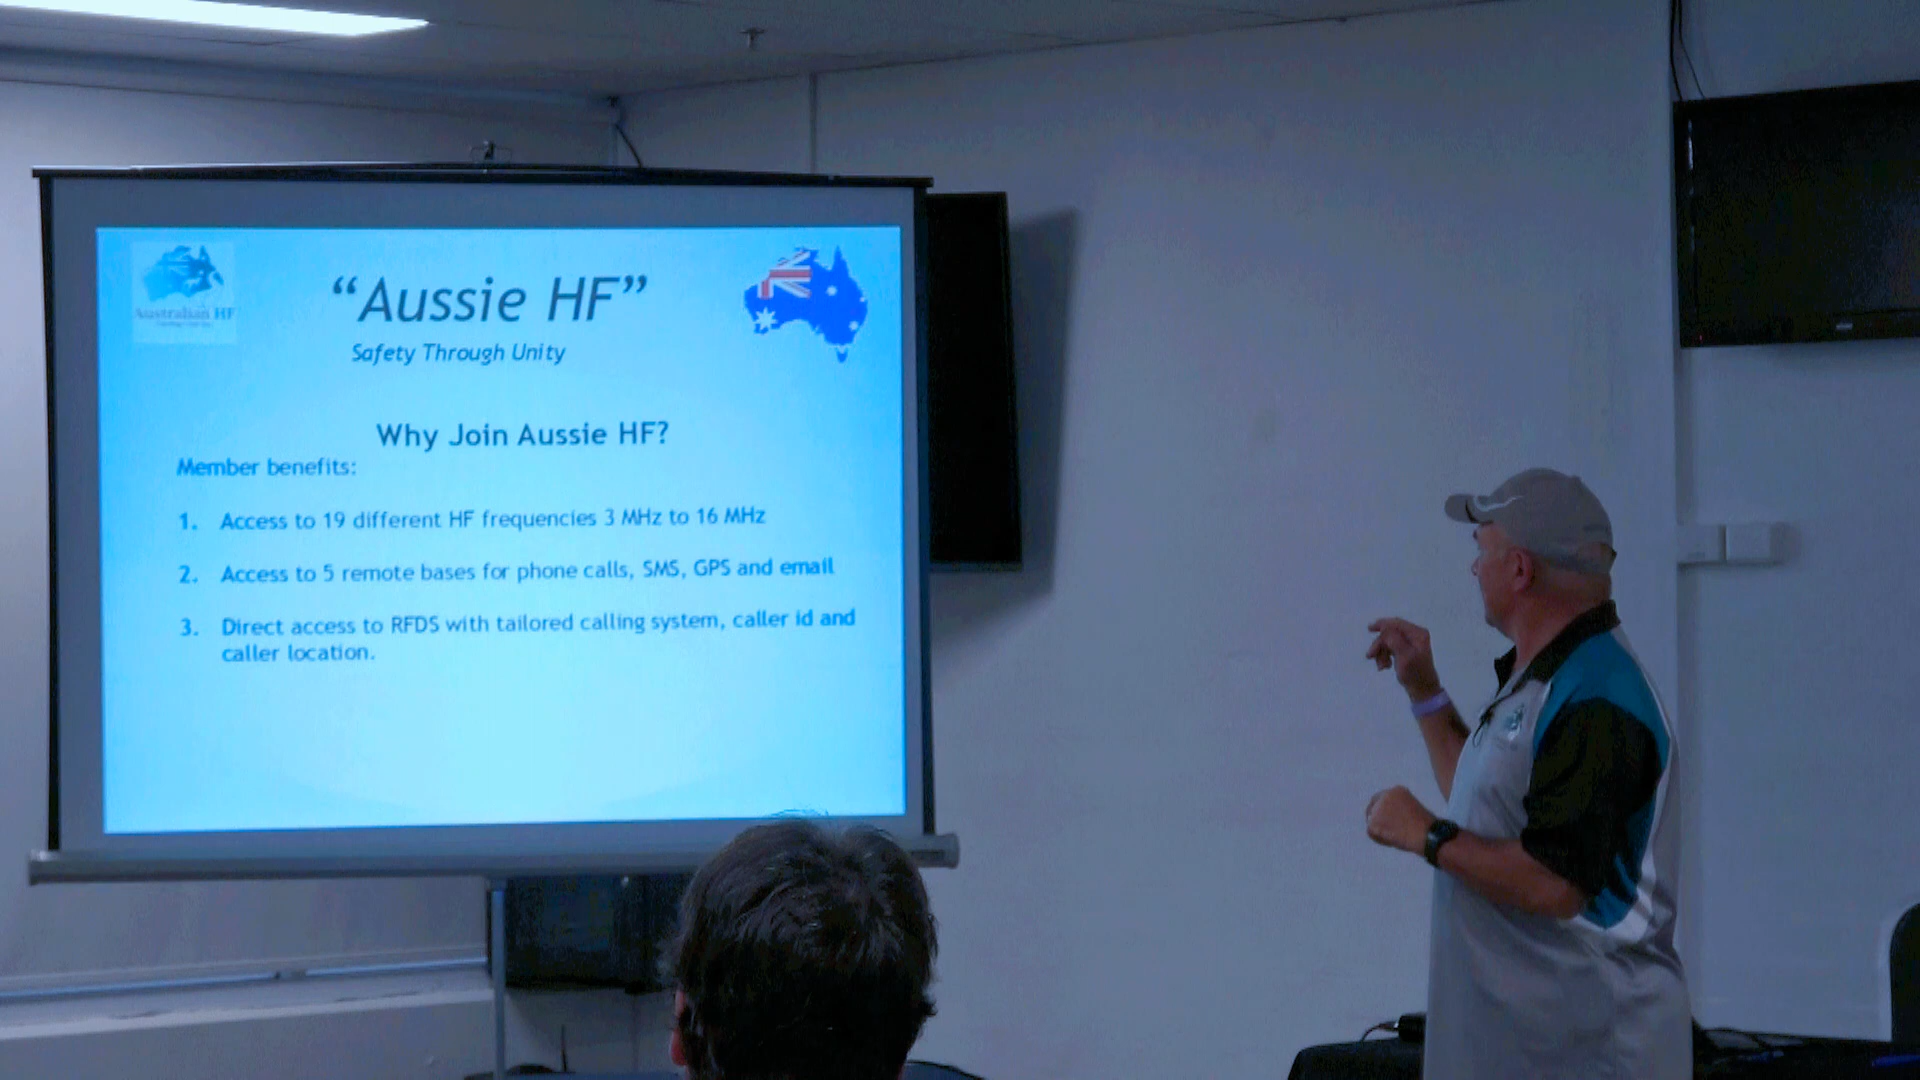 Australian HF
“Aussie HF”
Safety Through Unity
Why Join Aussie HF?
Member benefits:
1. Access to 19 different HF frequencies 3 MHz to 16 MHz
2. Access to 5 remote bases for phone calls, SMS, GPS and email
3. Direct access to RFDS with tailored calling system, caller id and
caller location.